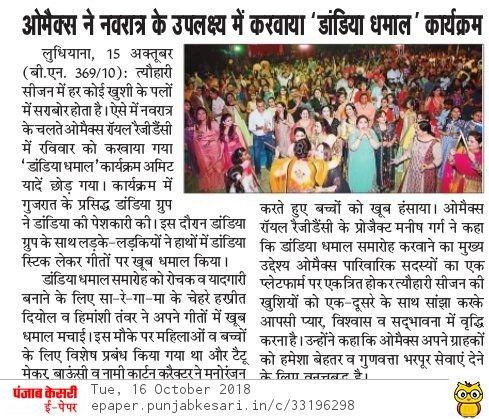 ओमैक्स ने नवरात्र के उपलक्ष्य में करवाया ‘डांडिया धमाल’ कार्यक्रम
लुधियाना, 15 अक्तूबर
(बी.एन. 369/10): त्यौहारी
सीजन में हर कोई खुशी के पलों
में सराबोर होता है। ऐसे में नवरात्र
के चलते ओमैक्स रॉयल रैजीडैंसी
में रविवार को करवाया गया
‘डांडिया धमाल’ कार्यक्रम अमिट
यादें छोड़ गया। कार्यक्रम में
गुजरात के प्रसिद्ध डांडिया ग्रुप
ने डांडिया की पेशकारी की। इस दौरान डांडिया
ग्रुप के साथ लड़के-लड़कियों ने हाथों में डांडिया
स्टिक लेकर गीतों पर खूब धमाल किया।
डांडिया धमाल समारोह को रोचक व यादगारी
बनाने के लिए सा-रे-गा-मा के चेहरे हरप्रीत
दियोल व हिमांशी तंवर ने अपने गीतों में खूब
धमाल मचाई। इस मौके पर महिलाओं व बच्चों
के लिए विशेष प्रबंध किया गया था और टैटू
मेकर, बाऊंसी व नामी कार्टन करैक्टर ने मनोरंजन
करते हुए बच्चों को खूब हंसाया। ओमैक्स
रॉयल रैजीडैंसी के प्रोजैक्ट मनीष गर्ग ने कहा
कि डांडिया धमाल समारोह करवाने का मुख्य
उद्देश्य ओमैक्स पारिवारिक सदस्यों का एक
प्लेटफार्म पर एकत्रित होकर त्यौहारी सीजन की
खुशियों को एक-दूसरे के साथ सांझा करके
आपसी प्यार, विश्वास व सद्भावना में वृद्धि
करना है। उन्होंने कहा कि ओमैक्स अपने ग्राहकों
को हमेशा बेहतर व गुणवत्ता भरपूर सेवाएं देने
के लिए वचनबद्ध है।
पंजाब केसरी
ई-पेपर
Tue, 16 October 2018
epaper.punjabkesari.in/c/33196298